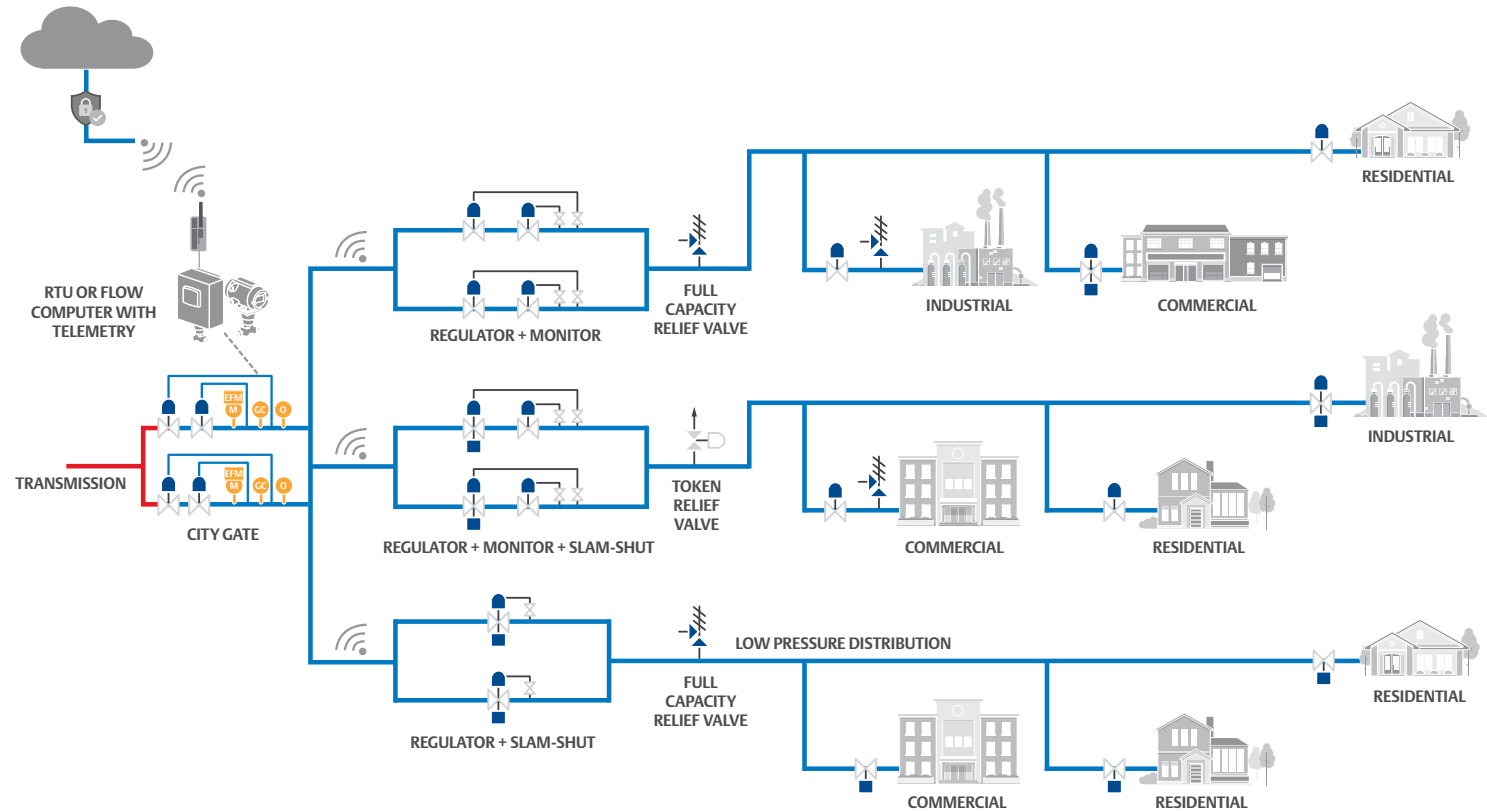 RESIDENTIAL
RTU OR FLOW
COMPUTER WITH
TELEMETRY
FULL
CAPACITY
RELIEF VALVE
INDUSTRIAL
COMMERCIAL
REGULATOR + MONITOR
EFM
M
GC
O
TRANSMISSION
EFM
M
GC
O
CITY GATE
TOKEN
RELIEF
VALVE
INDUSTRIAL
REGULATOR + MONITOR + SLAM-SHUT
COMMERCIAL
RESIDENTIAL
LOW PRESSURE DISTRIBUTION
FULL
CAPACITY
RELIEF VALVE
RESIDENTIAL
REGULATOR + SLAM-SHUT
COMMERCIAL
RESIDENTIAL